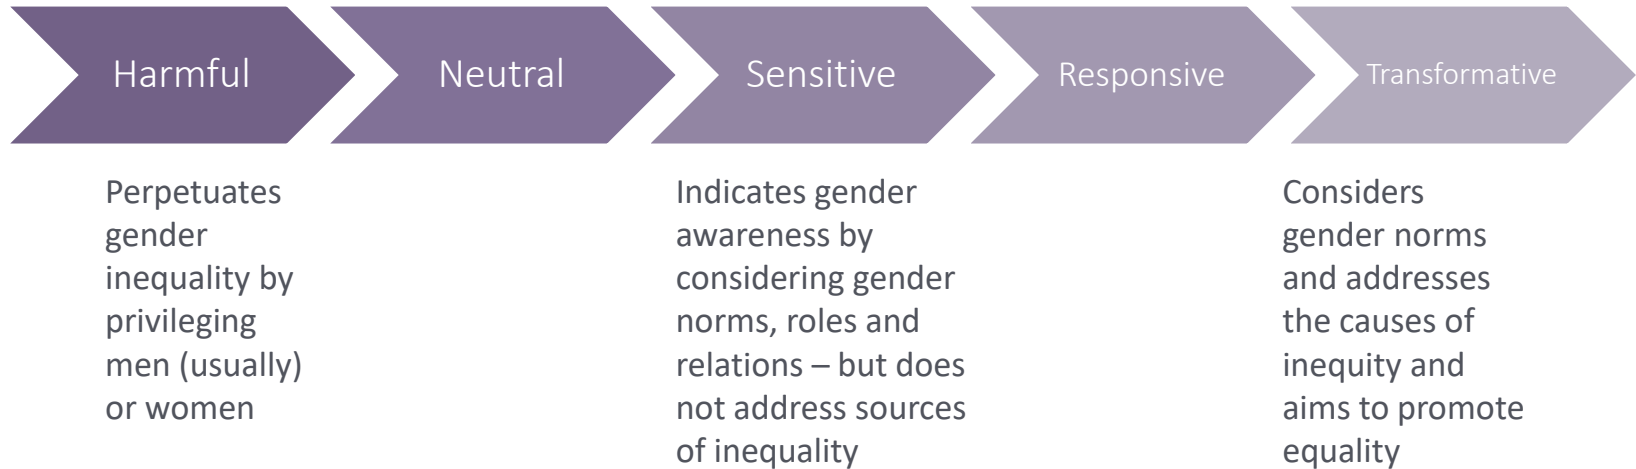 Harmful
Neutral
Sensitive
Responsive
Transformative
Perpetuates
gender
inequality by
privileging
men (usually)
or women
Indicates gender
awareness by
considering gender
norms, roles and
relations – but does
not address sources
of inequality
Considers
gender norms
and addresses
the causes of
inequity and
aims to promote
equality